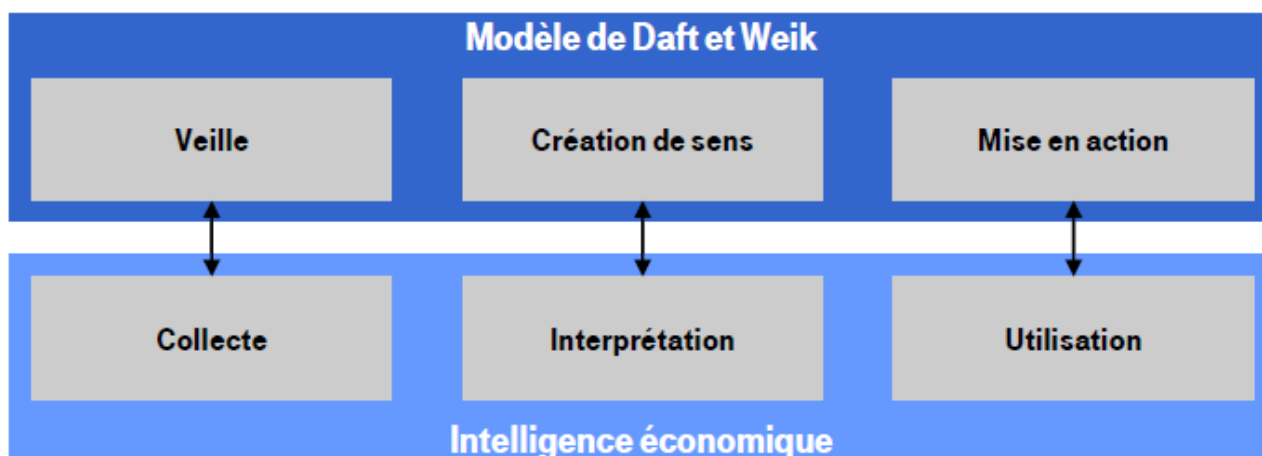 Modèle de Daft et Weik
Veille
Création de sens
Mise en action
Collecte
Interprétation
Utilisation
Intelligence économique